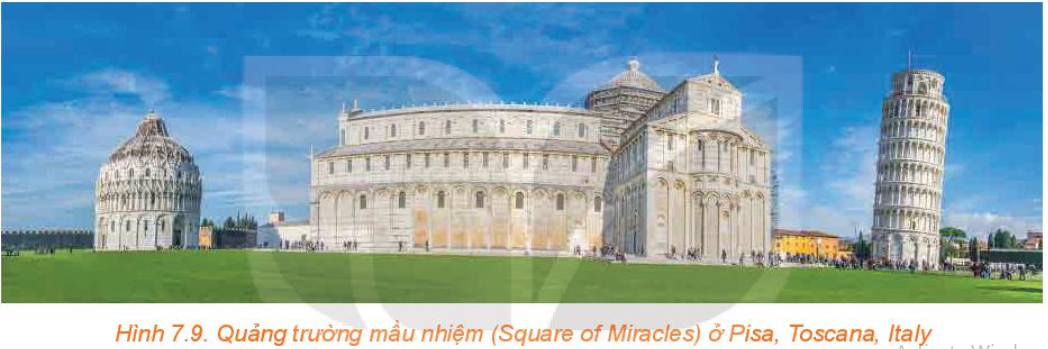 Hình 7.9. Quảng trường mầu nhiệm (Square of Miracles) ở Pisa, Toscana, Italy